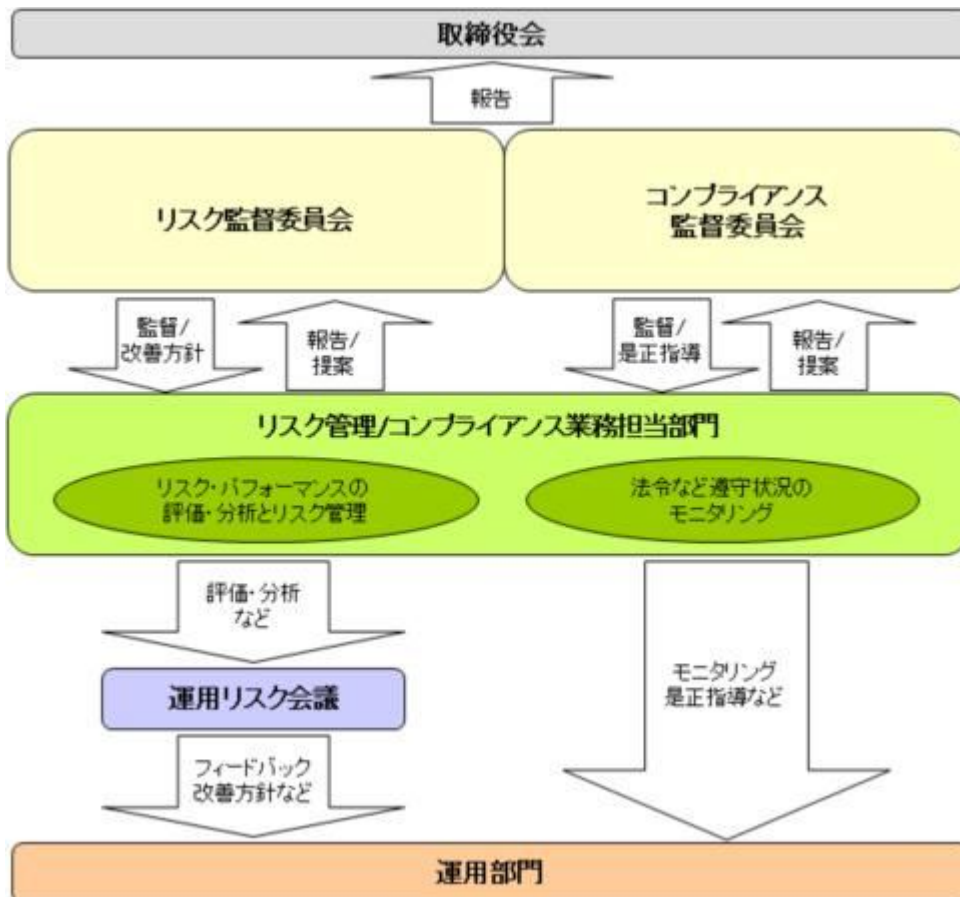 取締役会
報告
リスク監督委員会
コンプライアンス
監督委員会
監督/
改善方針
報告/
提案
監督/
是正指導
報告/
提案
リスク管理/コンプライアンス業務担当部門
リスク・パフォーマンスの
評価・分析とリスク管理
法令など遵守状況の
モニタリング
評価・分析
など
運用リスク会議
モニタリング
是正指導など
フィードバック
改善方針など
運用部門